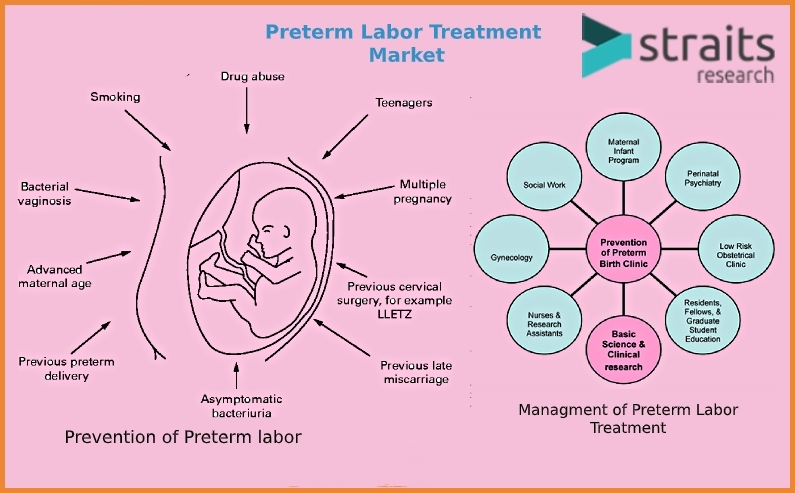 Preterm Labor Treatment
Market
straits
research
Drug abuse
Smoking
Teenagers
Bacterial
vaginosis
Multiple
pregnancy
Advanced
maternal age
Previous cervical
surgery, for example
LLETZ
Previous preterm
delivery
Previous late
miscarriage
Asymptomatic
bacteriuria
Prevention of Preterm labor
Maternal
Infant
Program
Social Work
Perinatal
Psychiatry
Gynecology
Prevention
of Preterm
Birth Clinic
Low Risk
Obstetrical
Clinic
Nurses &
Research
Assistants
Residents,
Fellows, &
Graduate
Student
Education
Basic
Science &
Clinical
research
Managment of Preterm Labor
Treatment